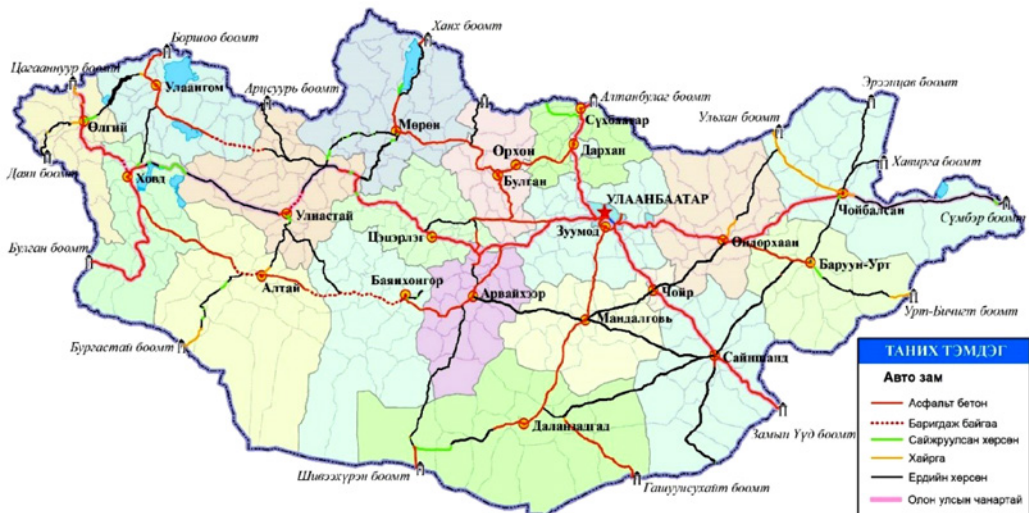 Ханх боомт
Боршоо боомт
Цагааннуур боомт
Улаангом
Арцсуурь боомт
Алтанбулаг боомт
Эрээнцав боомт
Сүхбаатар
Ульхан боомт
Өлгий
Мөрөн
Дархан
Орхон
Даян боомт
Булган
Хавирга боомт
Ховд
УЛААНБААТАР
Чойбалсан
Сүмбэр боомт
Улиастай
Зуумод
Цэцэрлэг
Өндөрхаан
Булган боомт
Баруун-Урт
Алтай
Баянхонгор
Арвайхээр
Чойр
Мандалговь
Урт-Бичигт боомт
Бургастай боомт
Сайншанд
Даланзадгад
Замын Үүд боомт
Шивээхүрэн боомт
Гашуунсухайт боомт
ТАНИХ ТЭМДЭГ
Авто зам
Асфальт бетон
Баригдаж байгаа
Сайжруулсан хөрсөн
Хайрга
Ердийн хөрсөн
Олон улсын чанартай